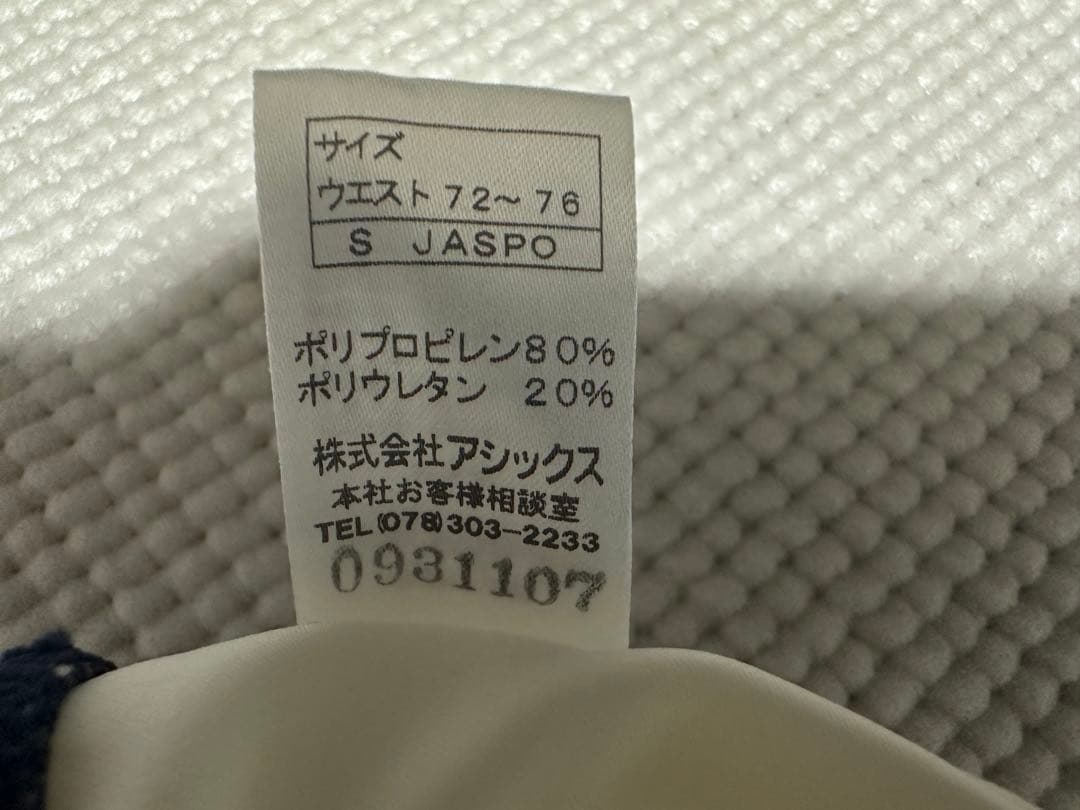 サイズ
ウエスト 72～76
S JASPO
ポリプロピレン80%
ポリウレタン 20%
株式会社アシックス
本社お客様相談室
TEL(078)303-2233
0931107